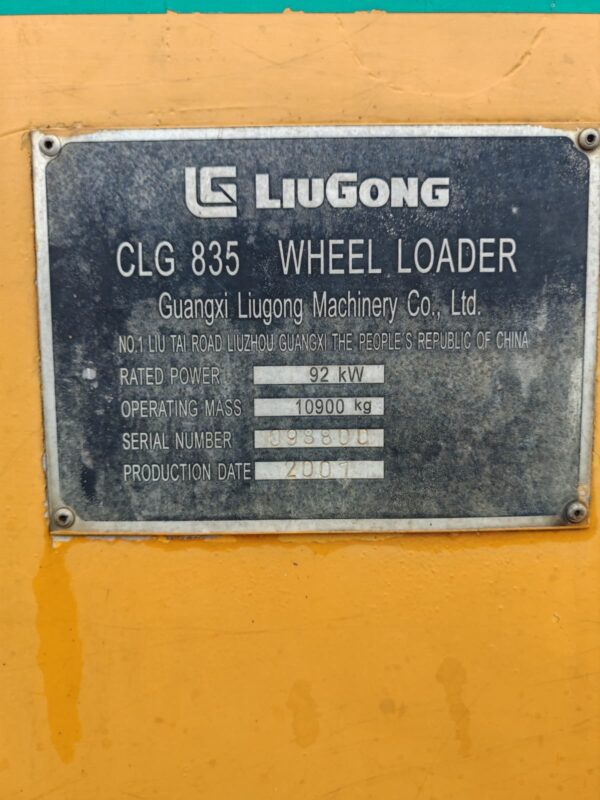 LG LIUGONG
CLG 835 WHEEL LOADER
Guangxi Liugong Machinery Co., Ltd.
NO.1 LIU TAI ROAD LIUZHOU GUANGXI THE PEOPLE'S REPUBLIC OF CHINA
RATED POWER 92 kW
OPERATING MASS 10900 kg
SERIAL NUMBER
PRODUCTION DATE